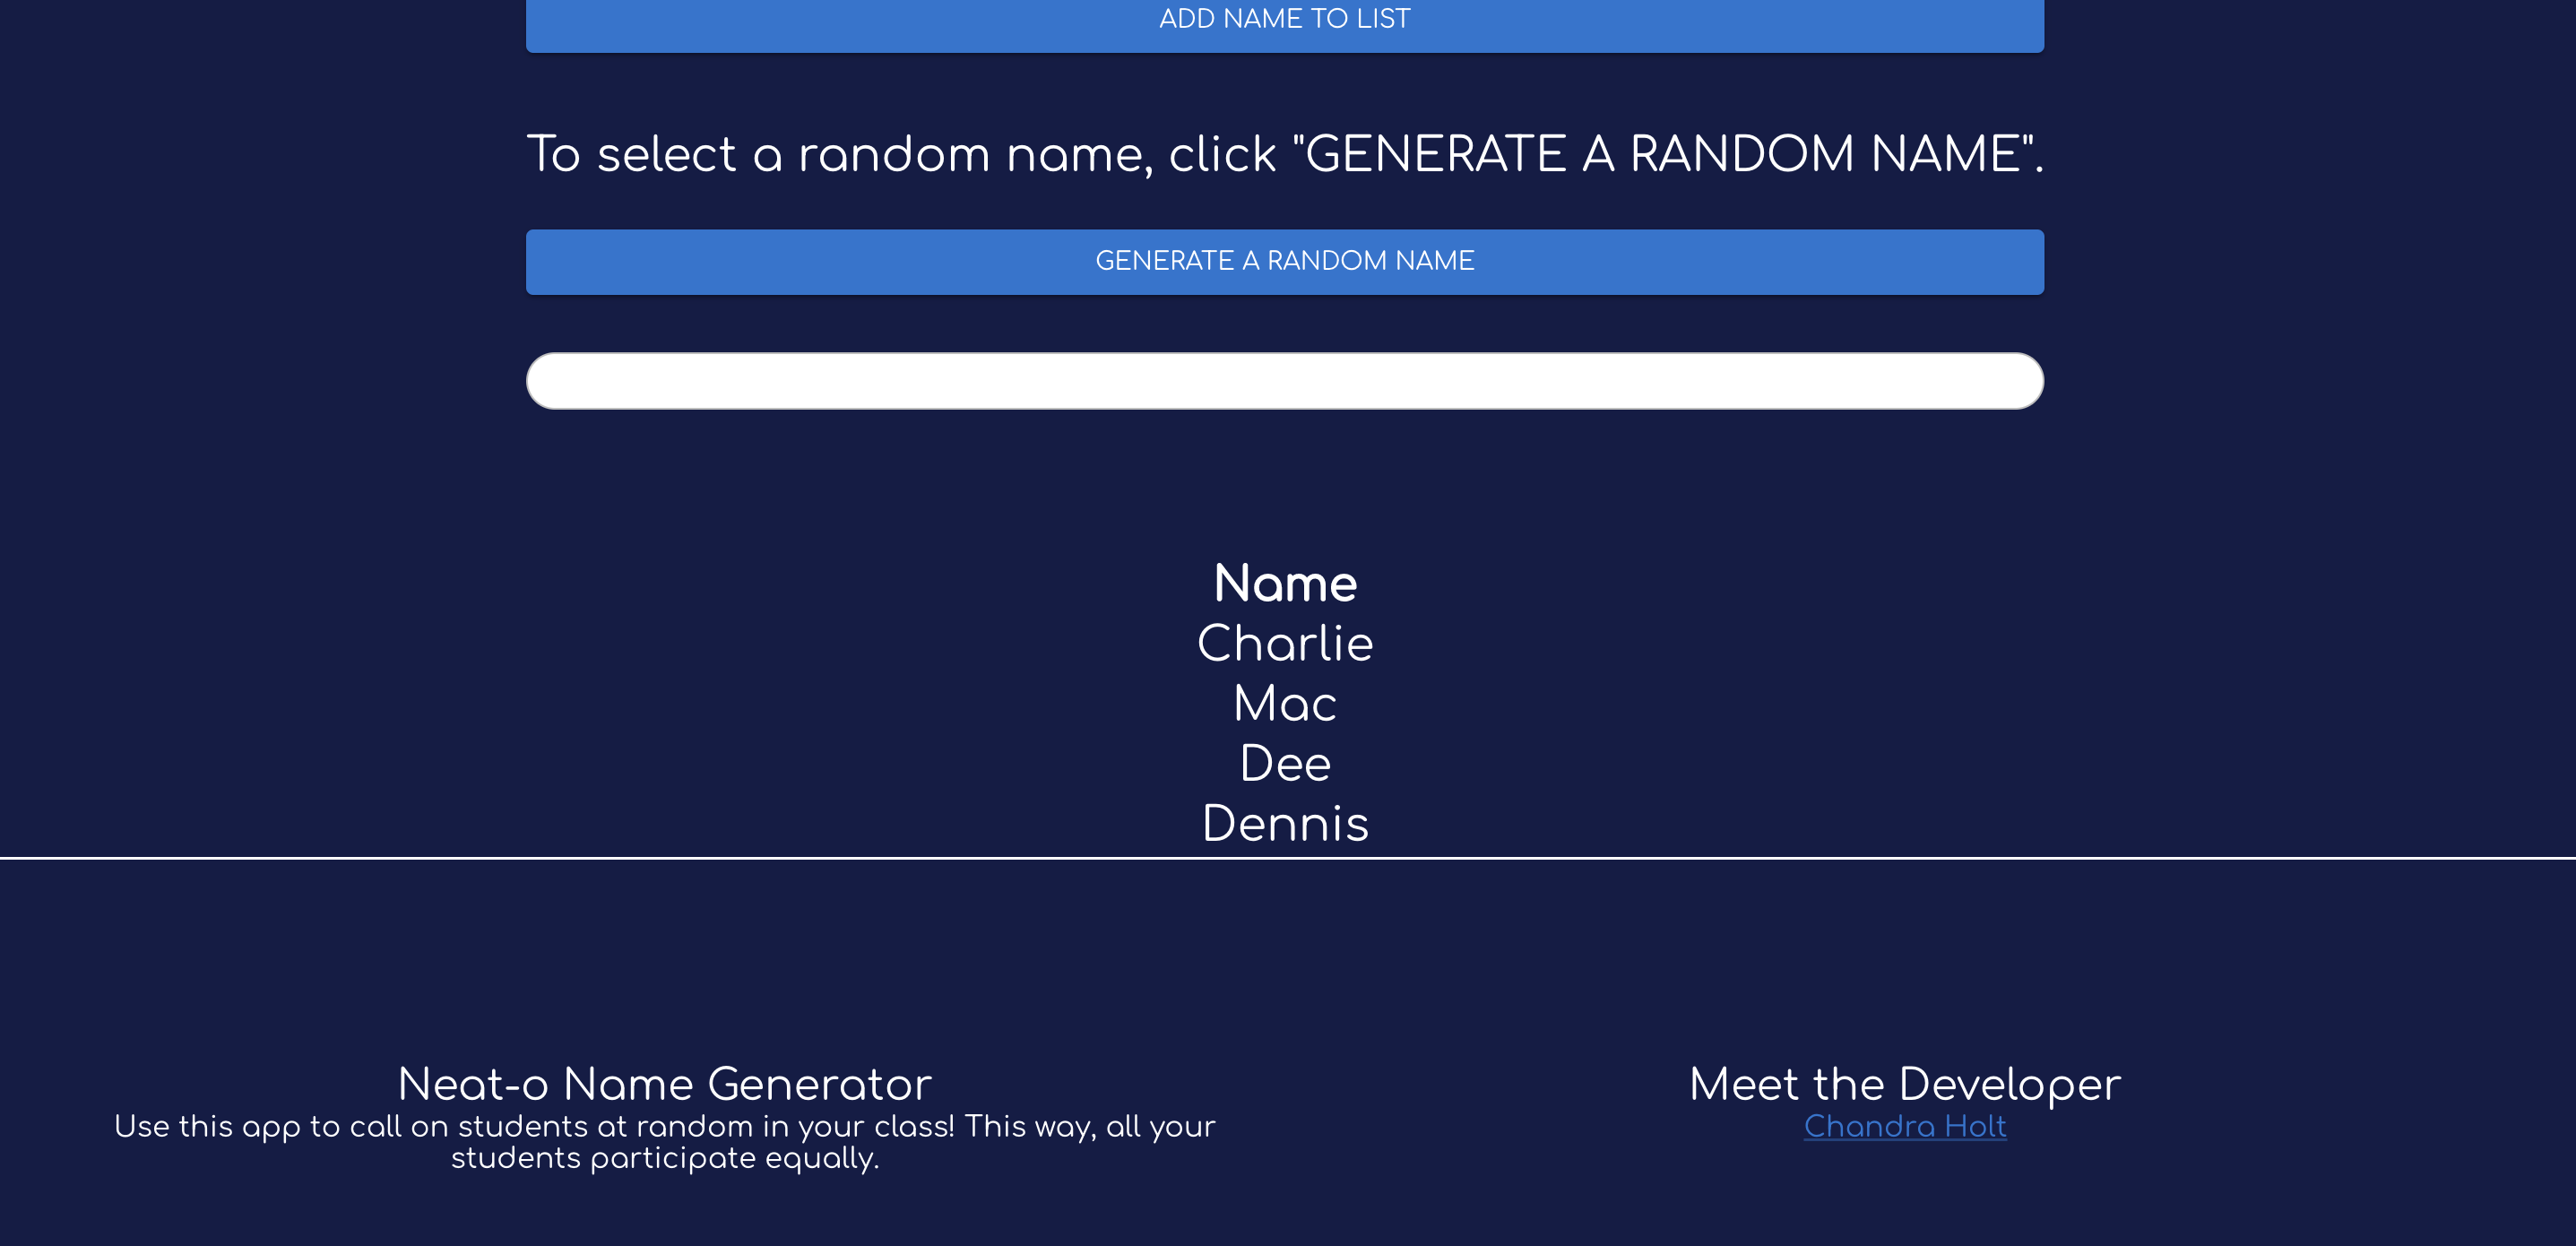 ADD NAME TO LIST
To select a random name, click "GENERATE A RANDOM NAME".
GENERATE A RANDOM NAME
Name
Charlie
Mac
Dee
Dennis
Neat-o Name Generator
Use this app to call on students at random in your class! This way, all your
students participate equally.
Meet the Developer
Chandra Holt